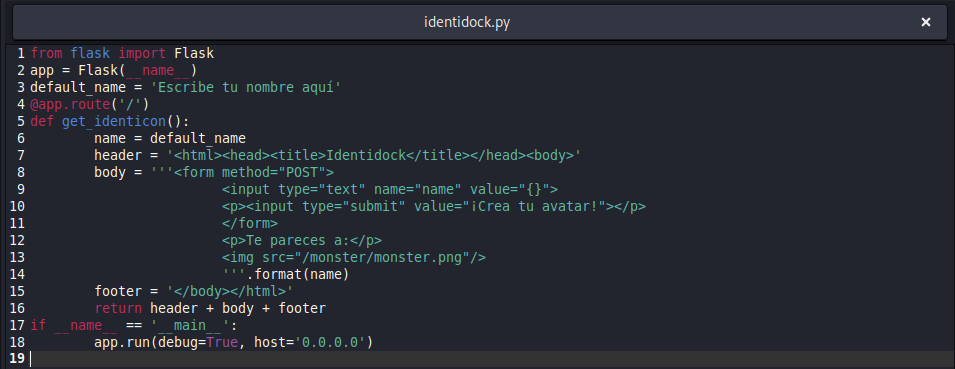 identidock.py ×
1 from flask import Flask
2 app = Flask(__name__)
3 default_name = 'Escribe tu nombre aquí'
4 @app.route('/')
5 def get_identicon():
6         name = default_name
7         header = '<html><head><title>Identidock</title></head><body>'
8         body = '''<form method="POST">
9                         <input type="text" name="name" value="{}">
10                         <p><input type="submit" value="¡Crea tu avatar!"></p>
11                         </form>
12                         <p>Te pareces a:</p>
13                         <img src="/monster/monster.png"/>
14                         '''.format(name)
15         footer = '</body></html>'
16         return header + body + footer
17 if __name__ == '__main__':
18         app.run(debug=True, host='0.0.0.0')
19